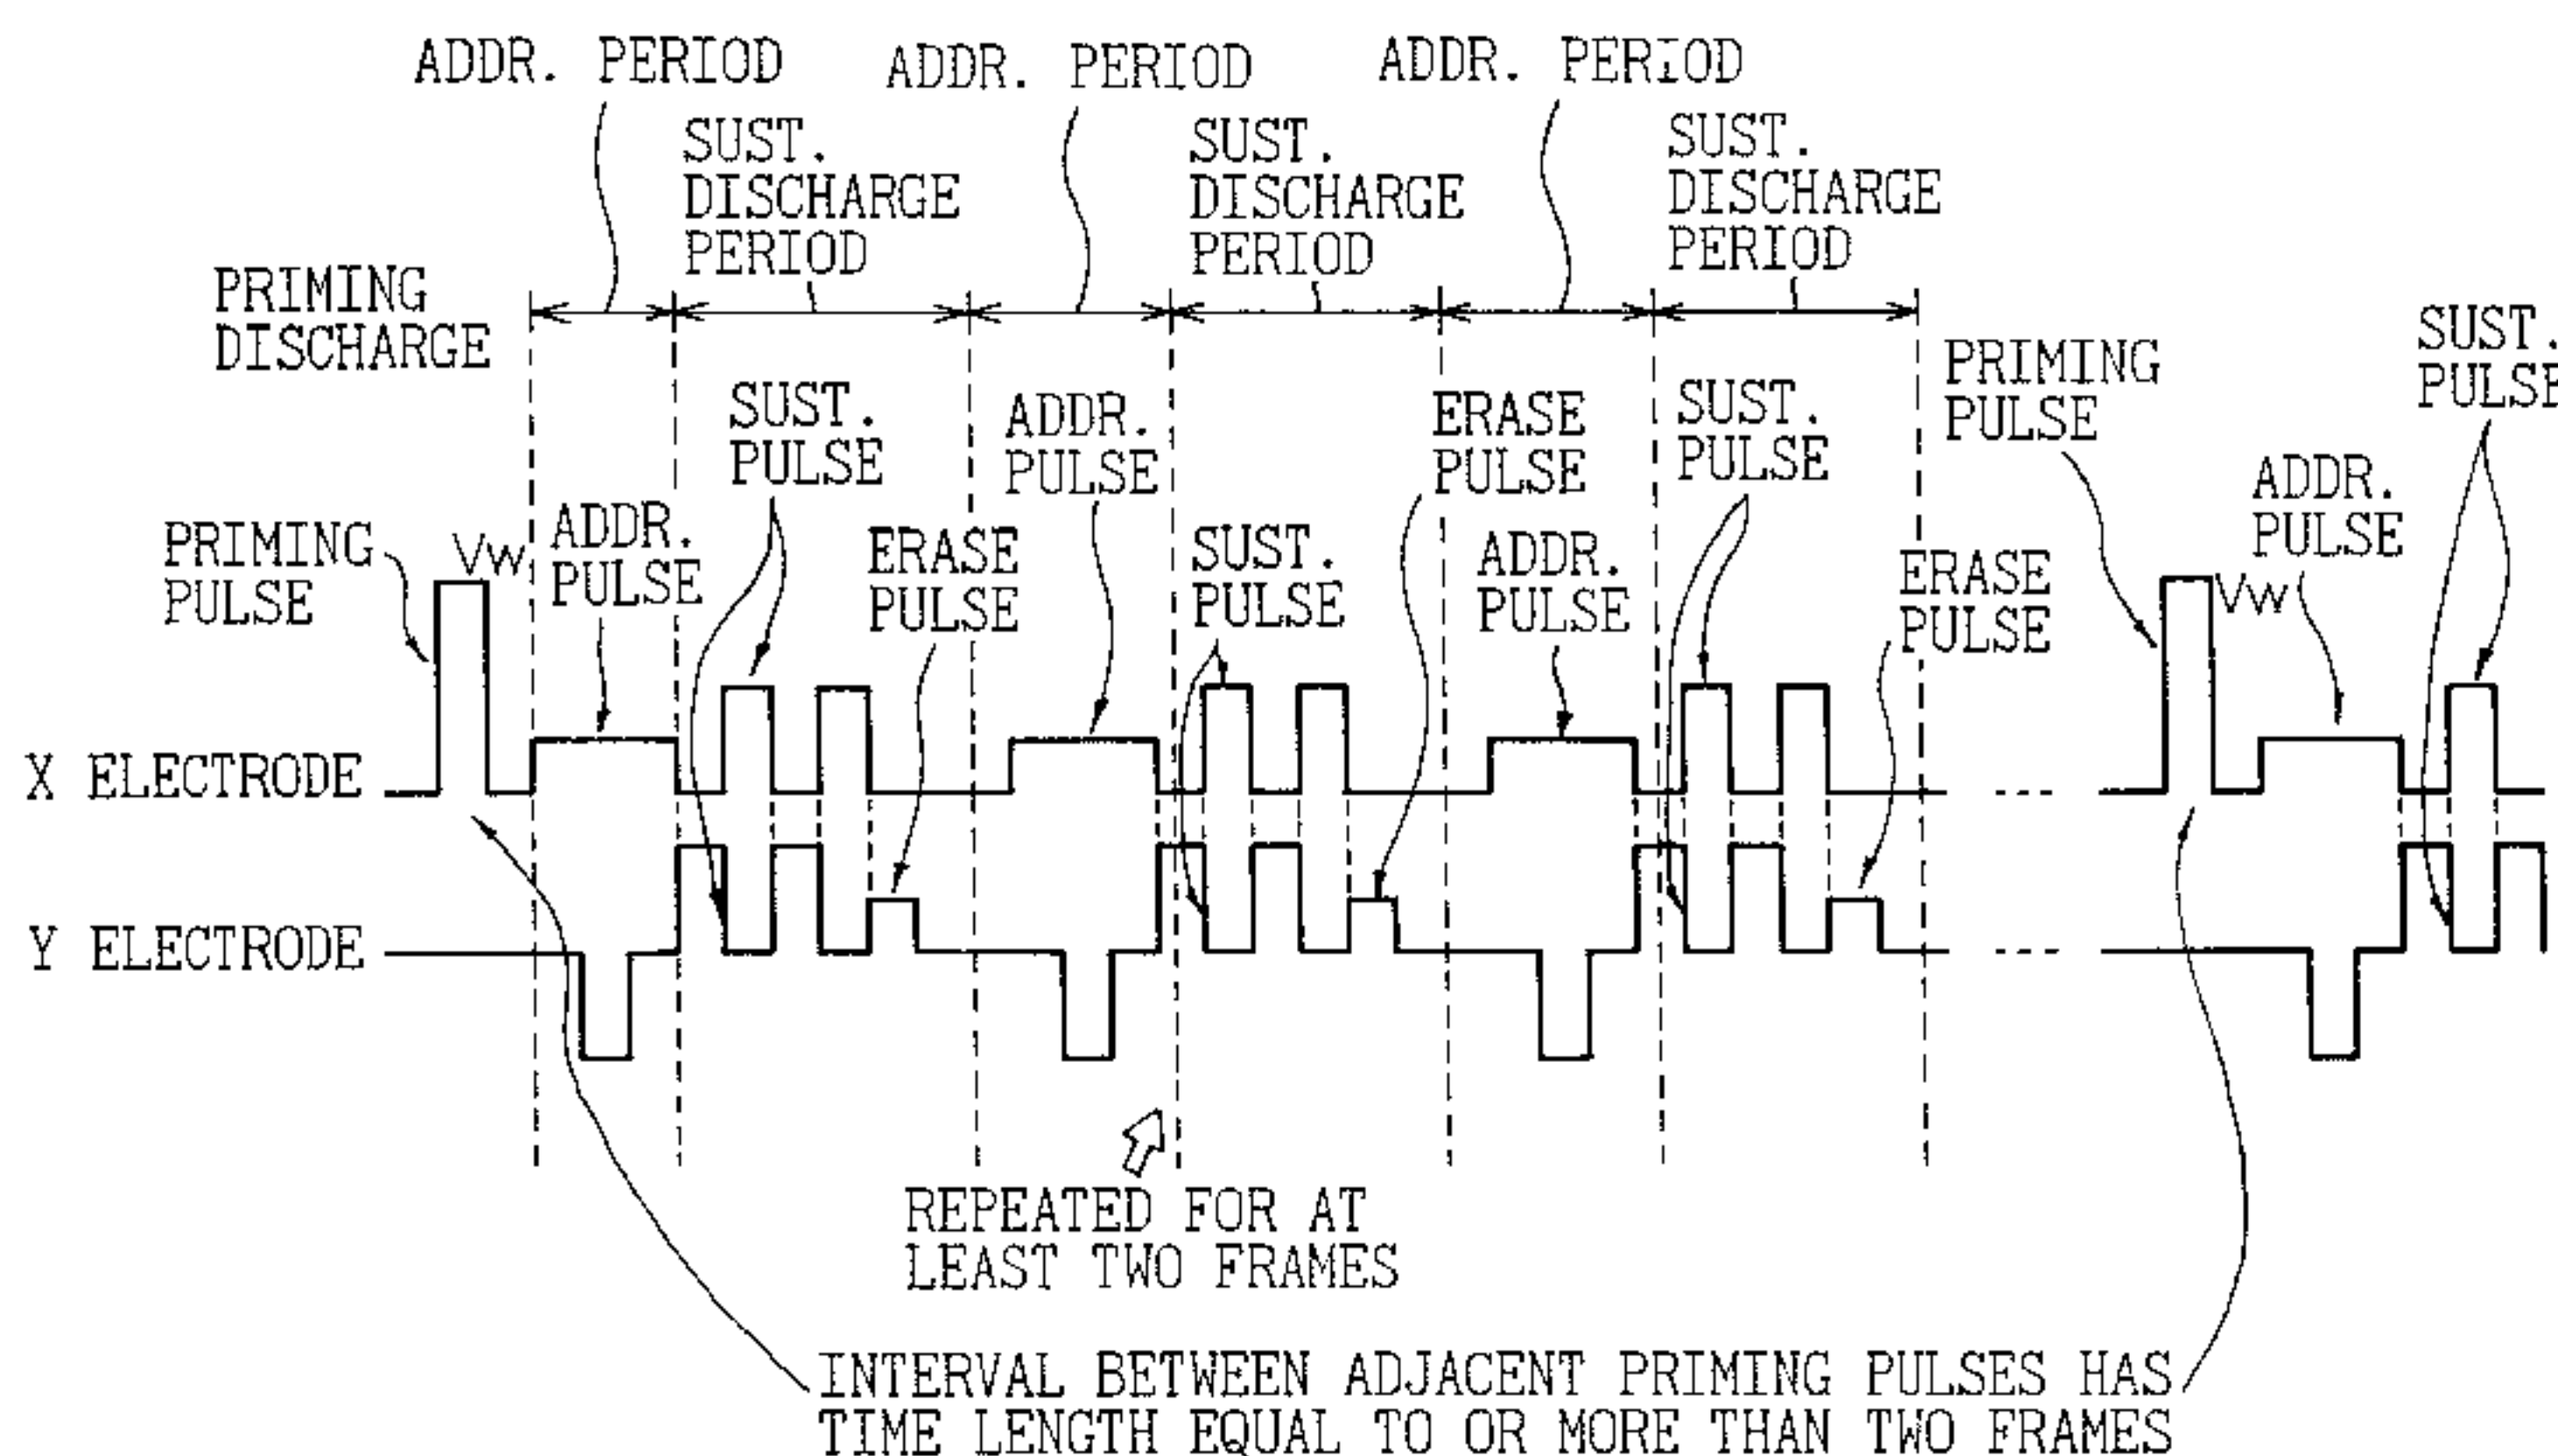 ADDR. PERIOD
ADDR. PERIOD
ADDR. PERIOD
SUST.
DISCHARGE
PERIOD
SUST.
DISCHARGE
PERIOD
SUST.
DISCHARGE
PERIOD
PRIMING
DISCHARGE
PRIMING
PULSE
Vw
ADDR.
PULSE
SUST.
PULSE
ERASE
PULSE
ADDR.
PULSE
SUST.
PULSE
ERASE
PULSE
ADDR.
PULSE
SUST.
PULSE
ERASE
PULSE
PRIMING
PULSE
Vw
ADDR.
PULSE
SUST.
PULSE
X ELECTRODE
Y ELECTRODE
REPEATED FOR AT
LEAST TWO FRAMES
INTERVAL BETWEEN ADJACENT PRIMING PULSES HAS
TIME LENGTH EQUAL TO OR MORE THAN TWO FRAMES